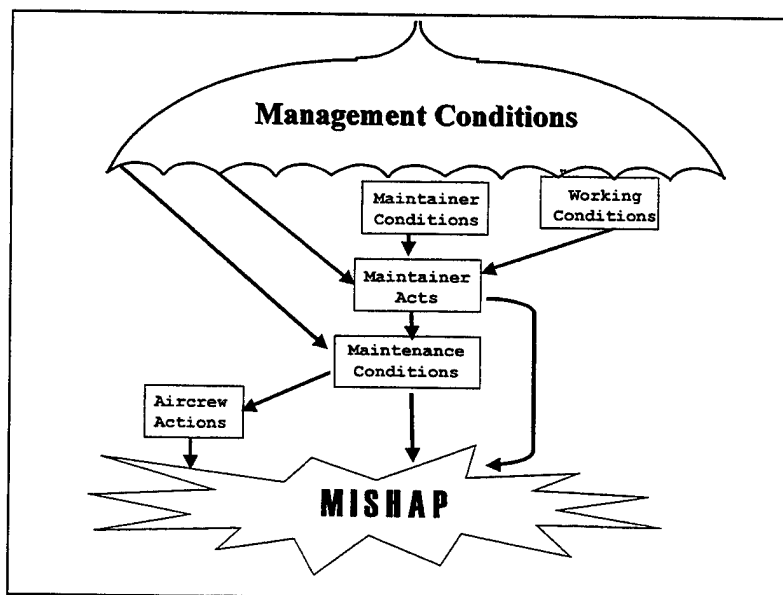 Management Conditions
Maintainer
Conditions
Working
Conditions
Maintainer
Acts
Maintenance
Conditions
Aircrew
Actions
MISHAP